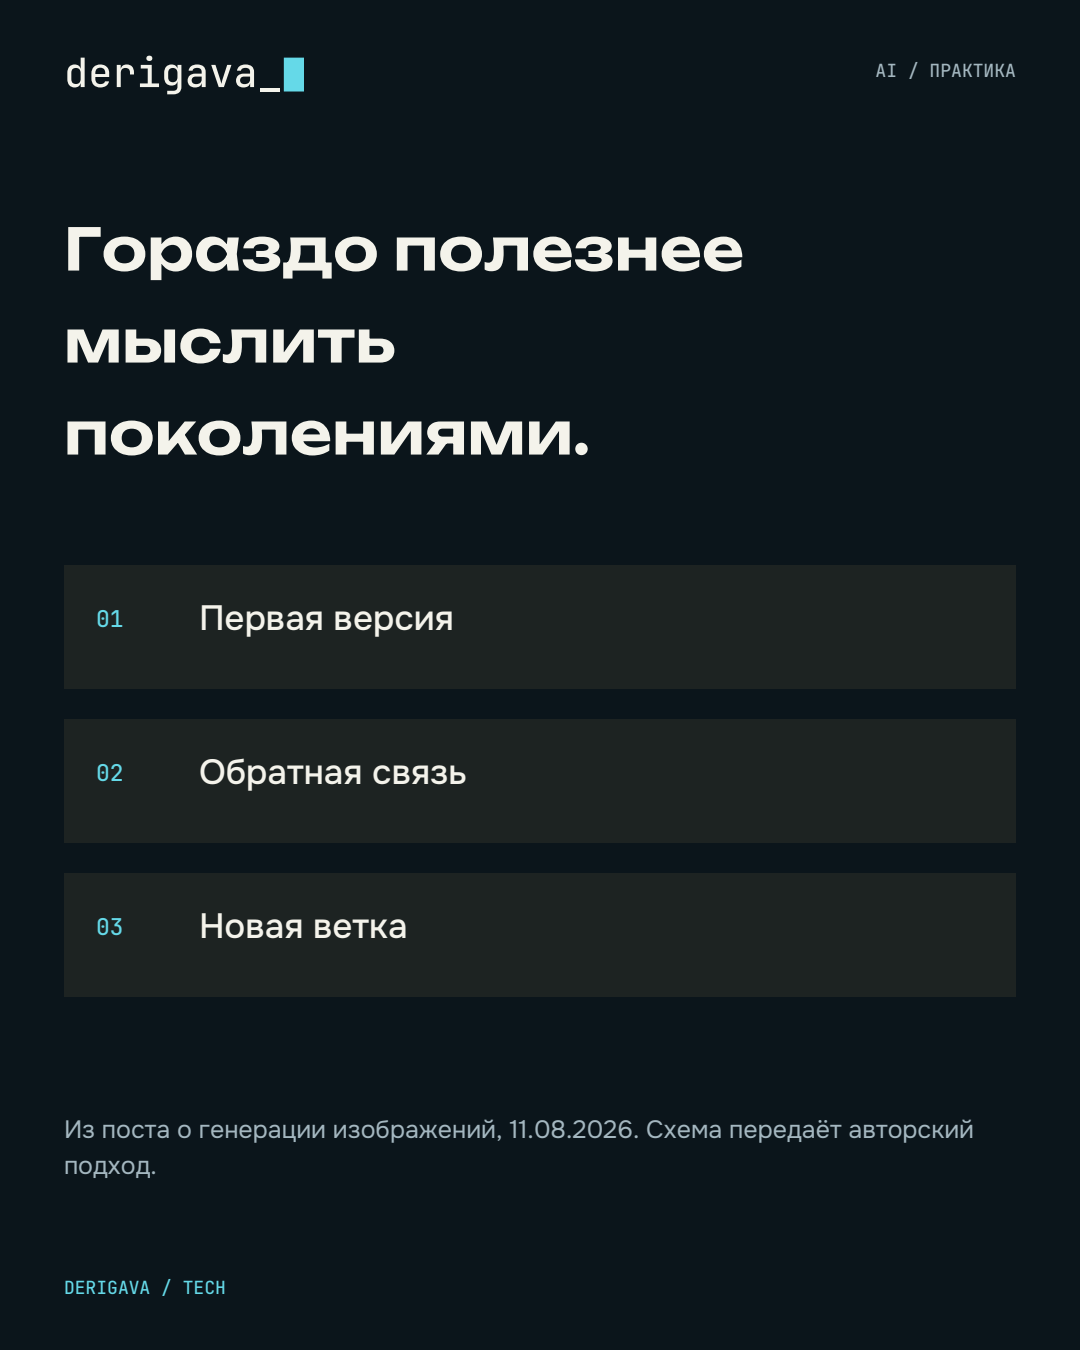 derigava_
AI / ПРАКТИКА
Гораздо полезнее
мыслить
поколениями.
01 Первая версия
02 Обратная связь
03 Новая ветка
Из поста о генерации изображений, 11.08.2026. Схема передаёт авторский
подход.
DERIGAVA / TECH